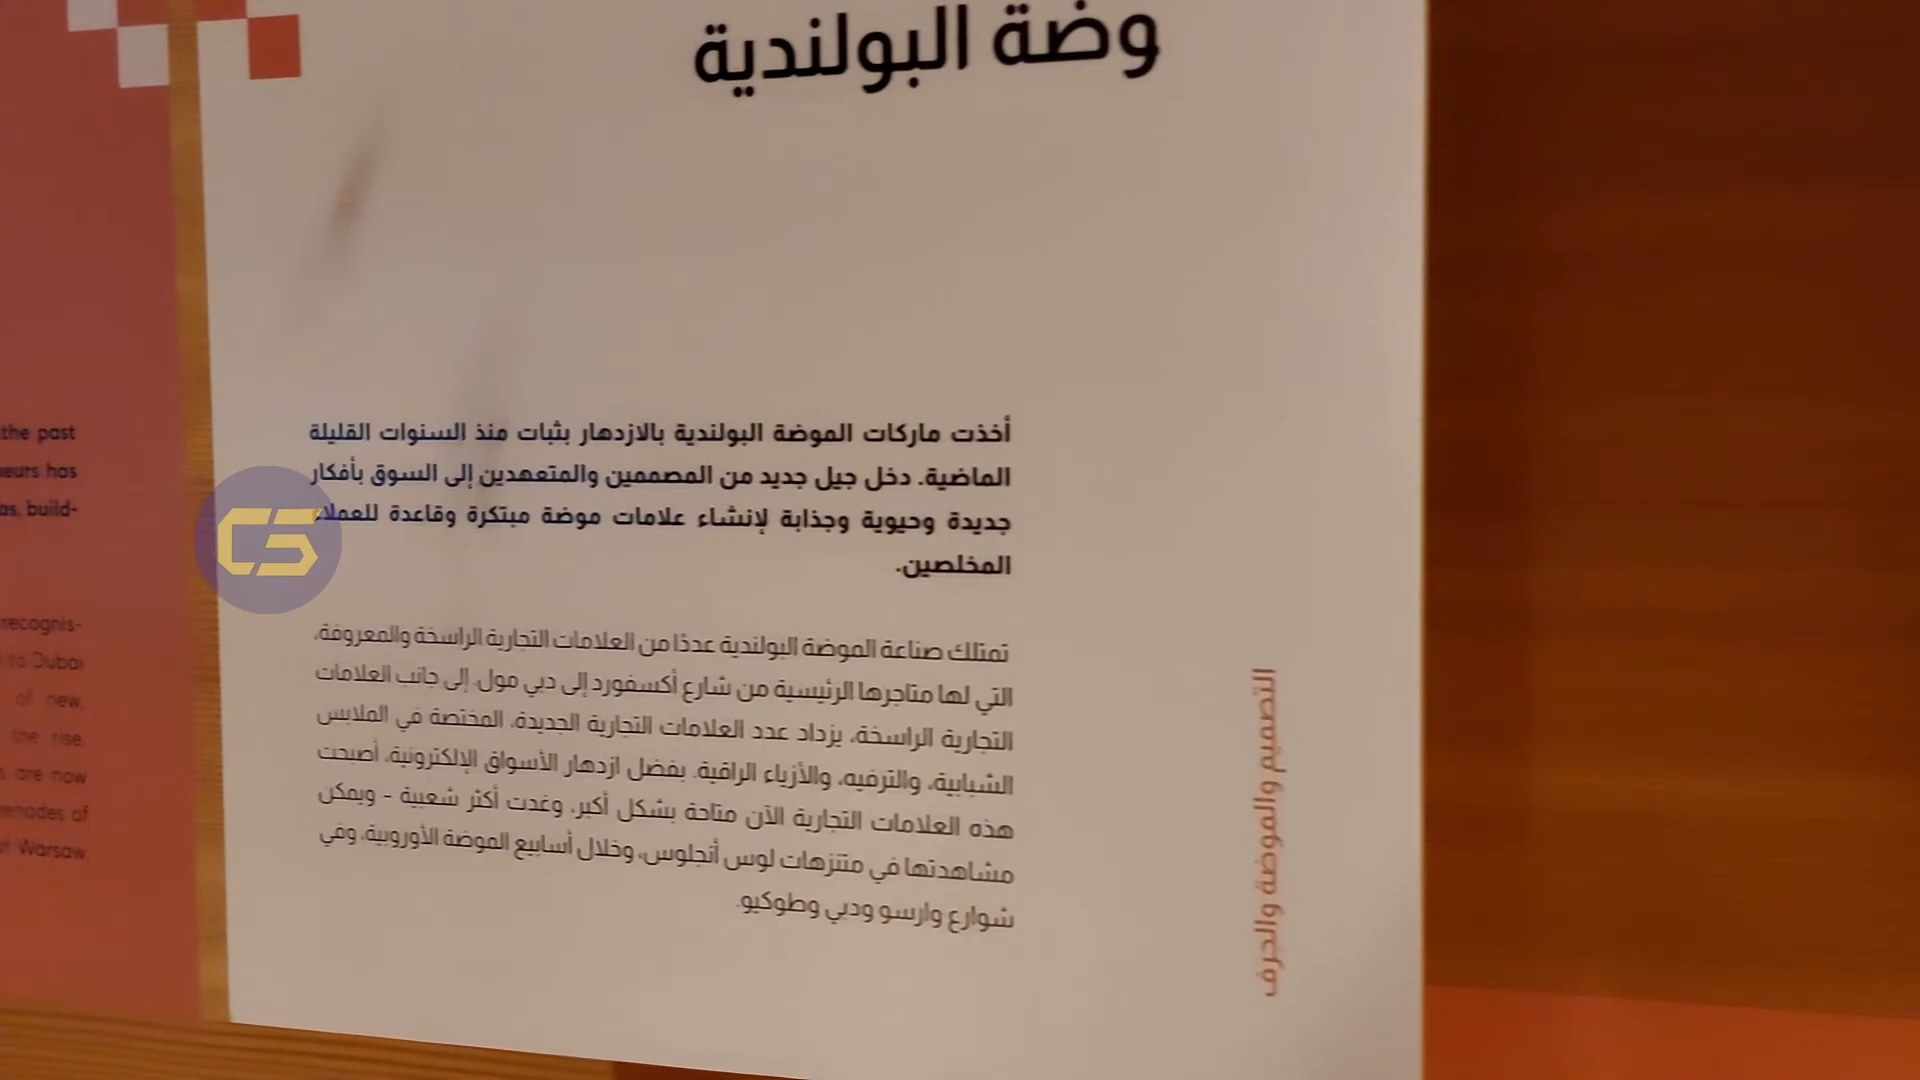 وضة البولندية
أخذت ماركات الموضة البولندية بالازدهار بثبات منذ السنوات القليلة
الماضية. دخل جيل جديد من المصممين والمتعهدين إلى السوق بأفكار
جديدة وحيوية وجذابة لإنشاء علامات موضة مبتكرة وقاعدة للعملاء
المخلصين.
تمتلك صناعة الموضة البولندية عددًا من العلامات التجارية الراسخة والمعروفة،
التي لها متاجرها الرئيسية من شارع أكسفورد إلى دبي مول. إلى جانب العلامات
التجارية الراسخة، يزداد عدد العلامات التجارية الجديدة، المختصة في الملابس
الشبابية، والترفيه، والأزياء الراقية. بفضل ازدهار الأسواق الإلكترونية، أصبحت
هذه العلامات التجارية الآن متاحة بشكل أكبر، وغدت أكثر شعبية - ويمكن
مشاهدتها في متنزهات لوس أنجلوس، وخلال أسابيع الموضة الأوروبية، وفي
شوارع وارسو ودبي وطوكيو.
التصميم والموضة والحرف
the past
eurs has
as, build-
recognis-
to Dubai
of new,
the rise.
are now
enades of
Warsaw
CS